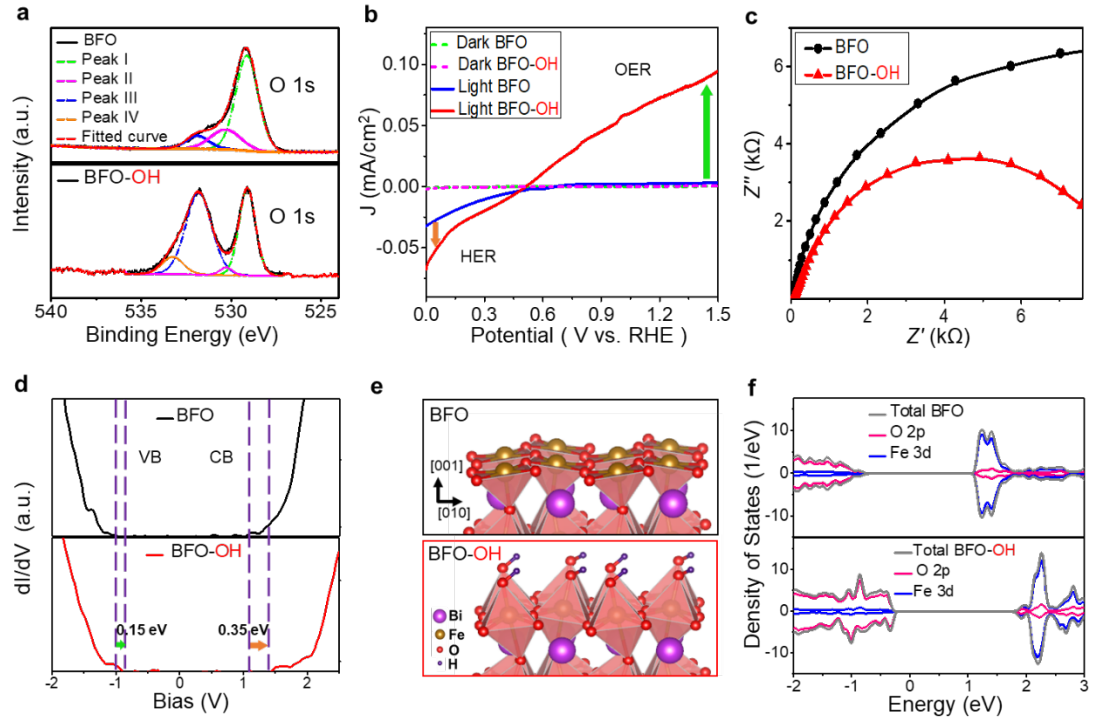 a
BFO
Peak I
Peak II
Peak III
Peak IV
Fitted curve
O 1s
BFO-OH
O 1s
Intensity (a.u.)
540 535 530 525
Binding Energy (eV)
b
Dark BFO
Dark BFO-OH
Light BFO
Light BFO-OH
OER
HER
J (mA/cm2)
0.10
0.05
0.00
-0.05
0.0 0.3 0.6 0.9 1.2 1.5
Potential ( V vs. RHE )
c
BFO
BFO-OH
Z″ (kΩ)
6
4
2
0 2 4 6
Z′ (kΩ)
d
BFO
VB CB
BFO-OH
0.15 eV 0.35 eV
dI/dV (a.u.)
-2 -1 0 1 2
Bias (V)
e
BFO
[001]
[010]
BFO-OH
Bi
Fe
O
H
f
Total BFO
O 2p
Fe 3d
10
0
-10
Total BFO-OH
O 2p
Fe 3d
10
0
-10
Density of States (1/eV)
-2 -1 0 1 2 3
Energy (eV)